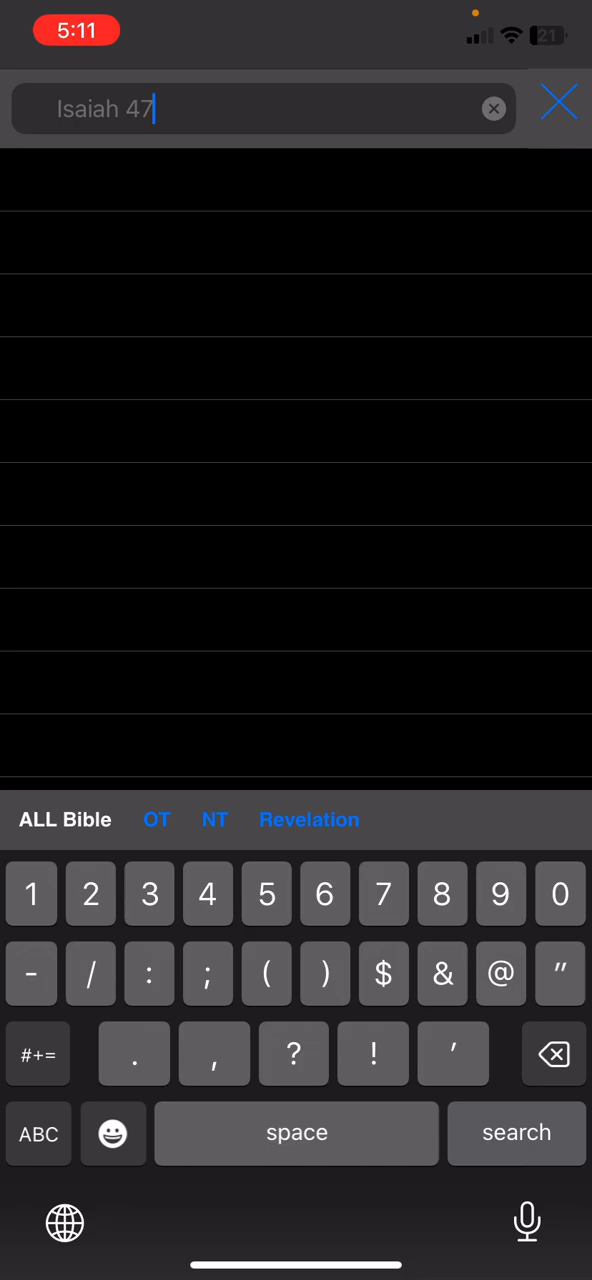 5:11
21
Isaiah 47
ALL Bible OT NT Revelation
1 2 3 4 5 6 7 8 9 0
- / : ; ( ) $ & @ "
#+= . , ? ! '
ABC space search